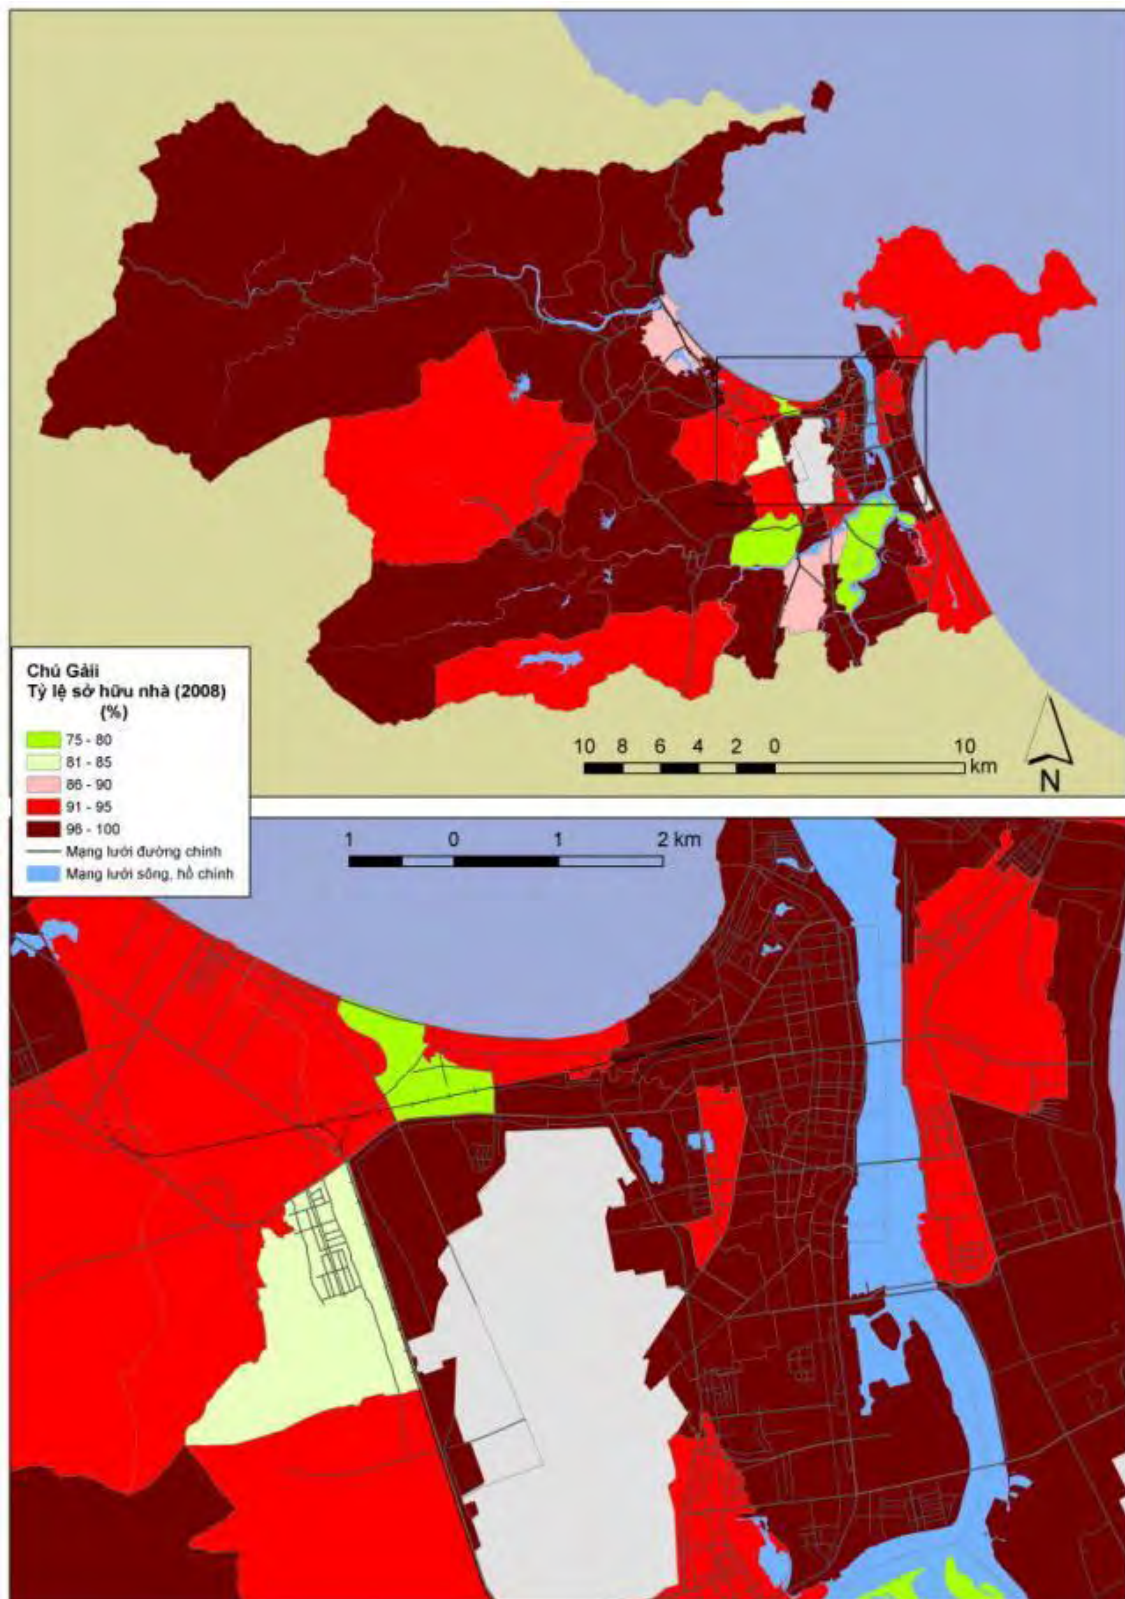 10 8 6 4 2 0 10
km
N
Chú Gảii
Tỷ lệ sở hữu nhà (2008)
(%)
75 - 80
81 - 85
86 - 90
91 - 95
96 - 100
Mạng lưới đường chính
Mạng lưới sông, hồ chính
1 0 1 2 km